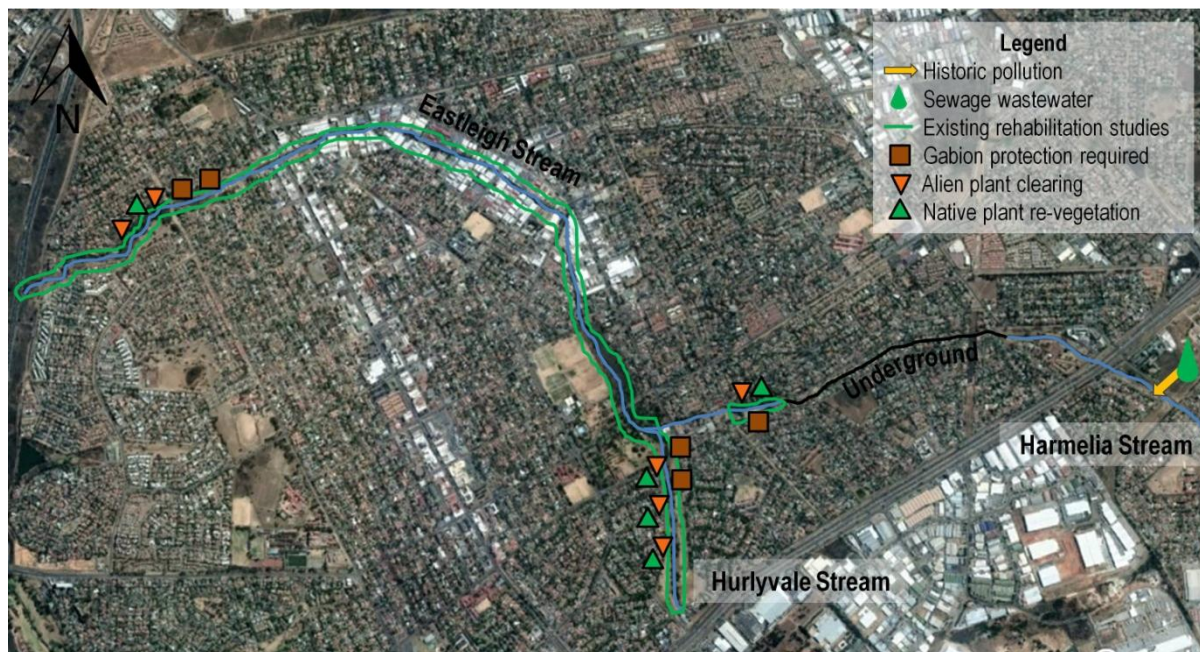 N
Legend
Historic pollution
Sewage wastewater
Existing rehabilitation studies
Gabion protection required
Alien plant clearing
Native plant re-vegetation
Eastleigh Stream
Underground
Harmelia Stream
Hurlyvale Stream